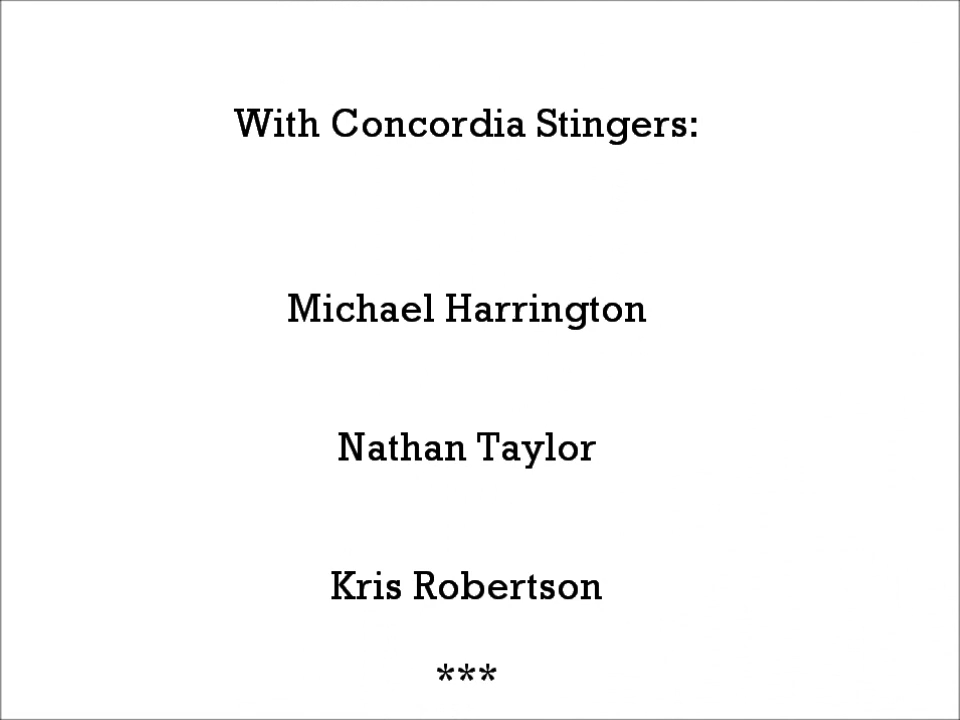 With Concordia Stingers:
Michael Harrington
Nathan Taylor
Kris Robertson
***